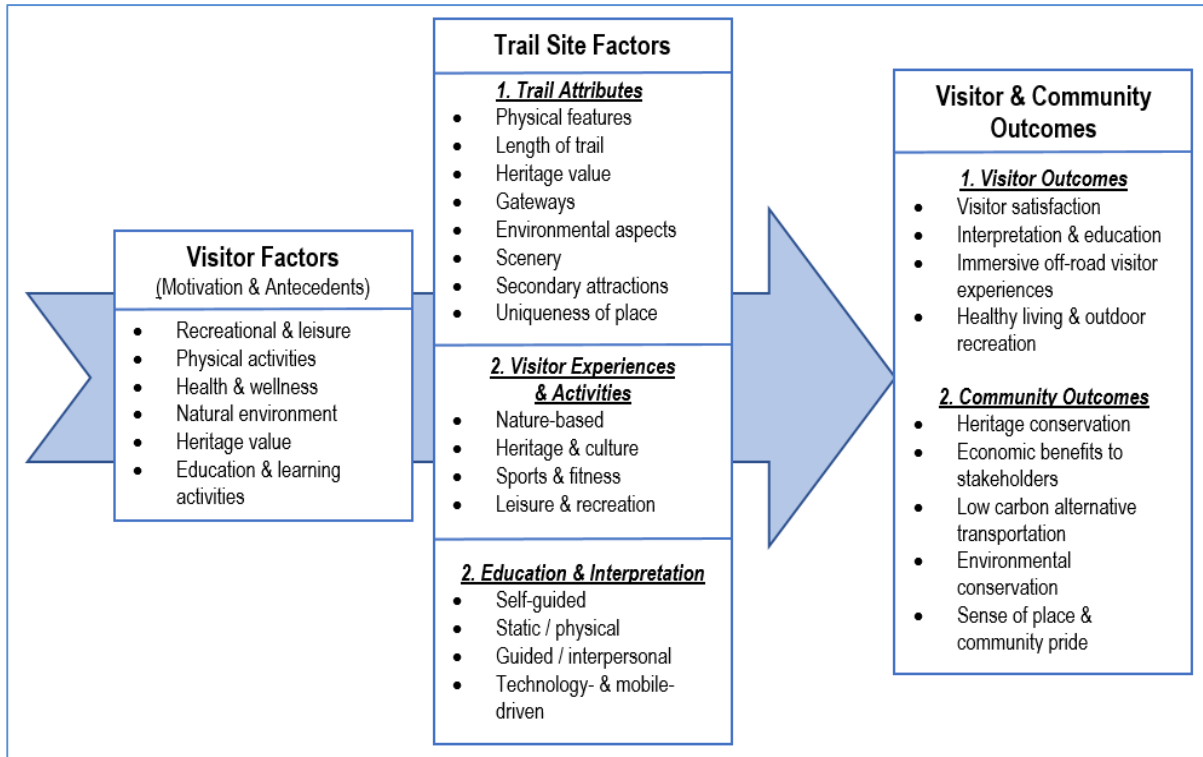 Visitor Factors
(Motivation & Antecedents)
• Recreational & leisure
• Physical activities
• Health & wellness
• Natural environment
• Heritage value
• Education & learning
activities
Trail Site Factors
1. Trail Attributes
• Physical features
• Length of trail
• Heritage value
• Gateways
• Environmental aspects
• Scenery
• Secondary attractions
• Uniqueness of place
2. Visitor Experiences
& Activities
• Nature-based
• Heritage & culture
• Sports & fitness
• Leisure & recreation
2. Education & Interpretation
• Self-guided
• Static / physical
• Guided / interpersonal
• Technology- & mobile-
driven
Visitor & Community
Outcomes
1. Visitor Outcomes
• Visitor satisfaction
• Interpretation & education
• Immersive off-road visitor
experiences
• Healthy living & outdoor
recreation
2. Community Outcomes
• Heritage conservation
• Economic benefits to
stakeholders
• Low carbon alternative
transportation
• Environmental
conservation
• Sense of place &
community pride